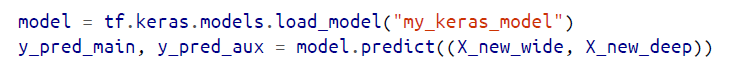 model = tf.keras.models.load_model("my_keras_model")
y_pred_main, y_pred_aux = model.predict((X_new_wide, X_new_deep))